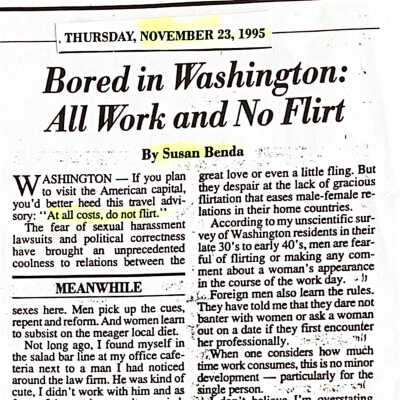 THURSDAY, NOVEMBER 23, 1995
Bored in Washington:
All Work and No Flirt
By Susan Benda
WASHINGTON — If you plan
to visit the American capital,
you'd better heed this travel advi-
sory: "At all costs, do not flirt."
The fear of sexual harassment
lawsuits and political correctness
have brought an unprecedented
coolness to relations between the
MEANWHILE
sexes here. Men pick up the cues,
repent and reform. And women learn
to subsist on the meager local diet.
Not long ago, I found myself in
the salad bar line at my office cafe-
teria next to a man I had noticed
around the law firm. He was kind of
cute, I didn't work with him and as
great love or even a little fling. But
they despair at the lack of gracious
flirtation that eases male-female re-
lations in their home countries.
According to my unscientific sur-
vey of Washington residents in their
late 30's to early 40's, men are fear-
ful of flirting or making any com-
ment about a woman's appearance
in the course of the work day.
Foreign men also learn the rules.
They have told me that they dare not
banter with women or ask a woman
out on a date if they first encounter
her professionally.
When one considers how much
time work consumes, this is no minor
development — particularly for the
single person.
I don't believe I'm overstating